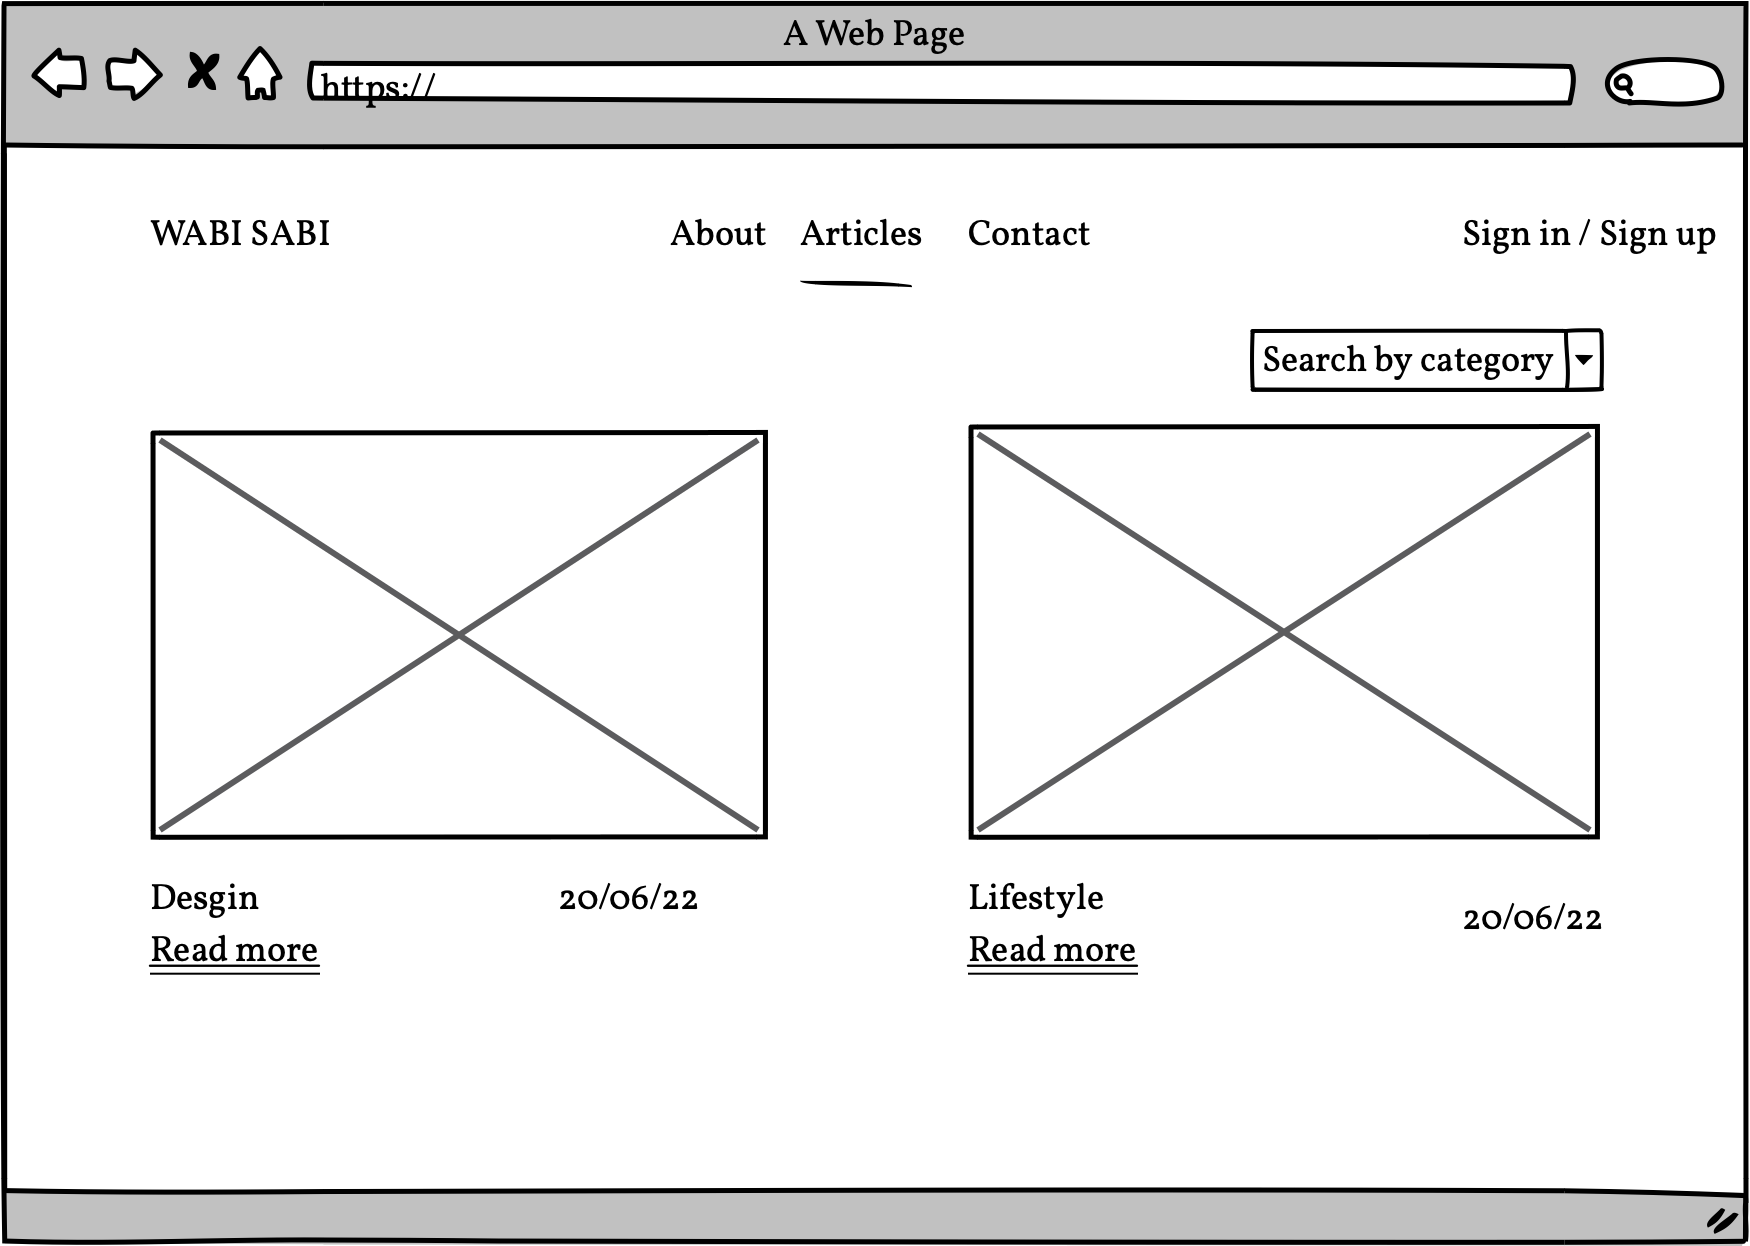 A Web Page
https://
WABI SABI About Articles Contact Sign in / Sign up
Search by category
Desgin 20/06/22
Read more
Lifestyle 20/06/22
Read more